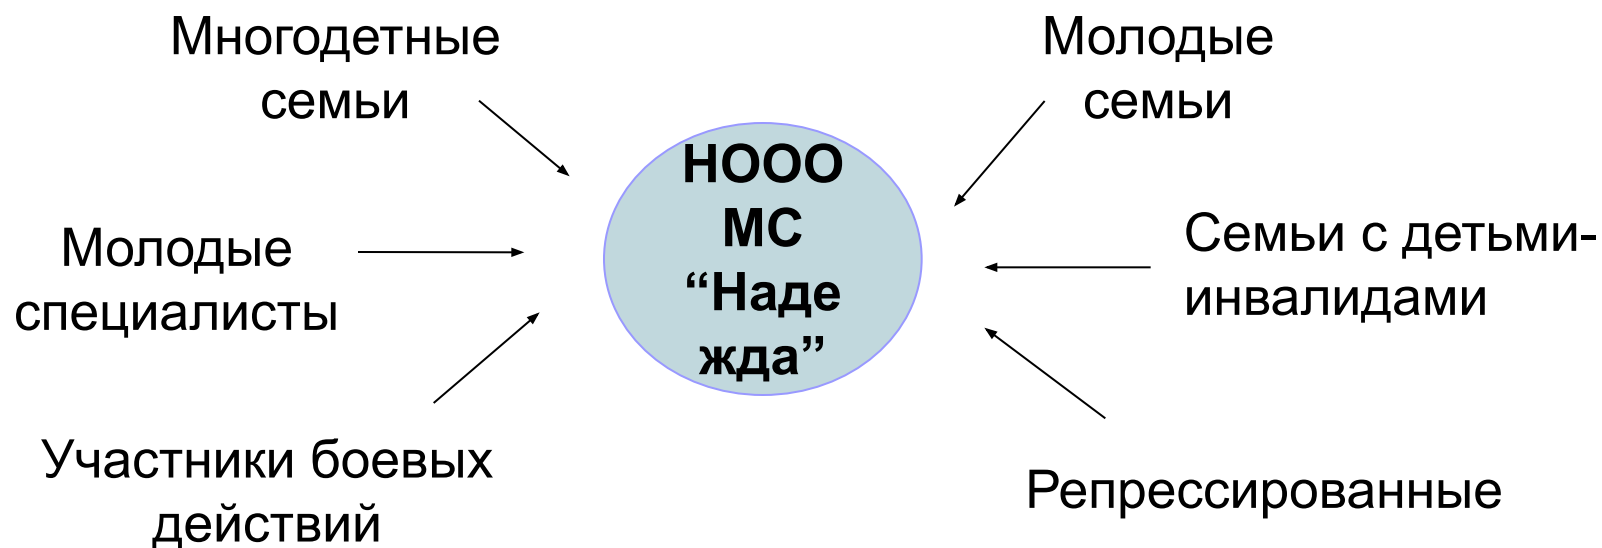 Многодетные
семьи
Молодые
семьи
НООО
МС
“Наде
жда”
Молодые
специалисты
Семьи с детьми-
инвалидами
Участники боевых
действий
Репрессированные